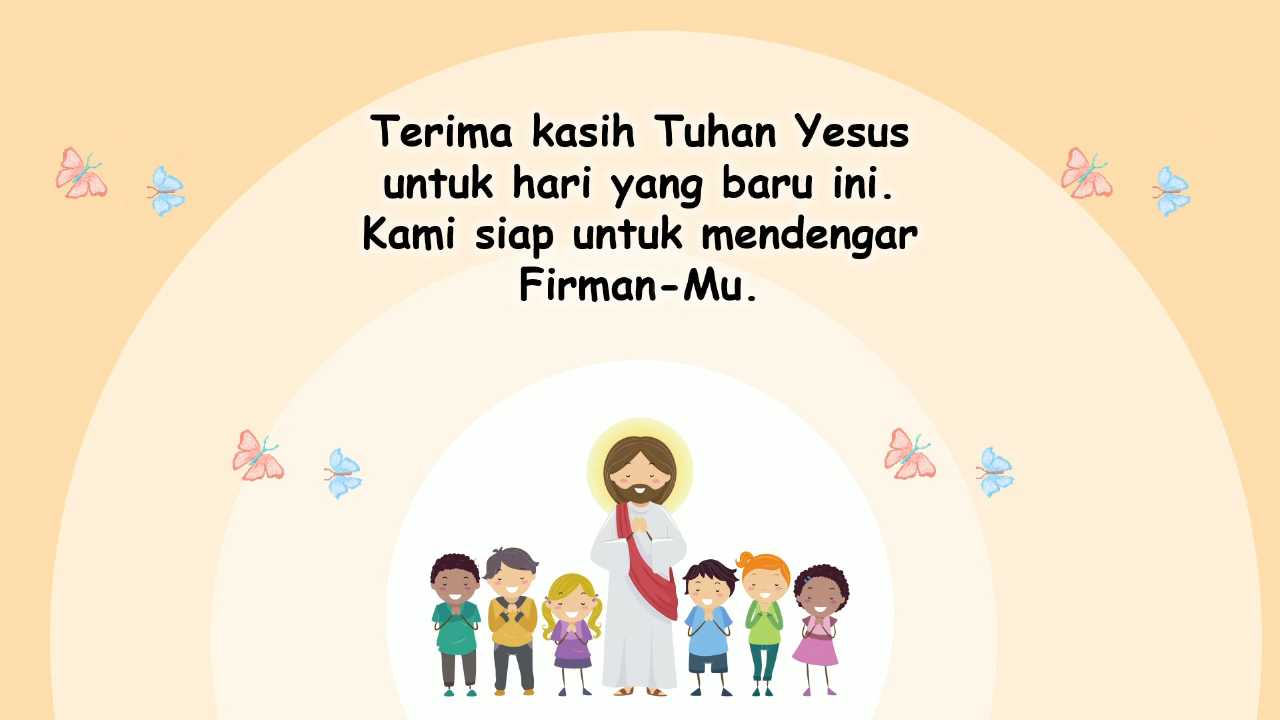 Terima kasih Tuhan Yesus
untuk hari yang baru ini.
Kami siap untuk mendengar
Firman-Mu.